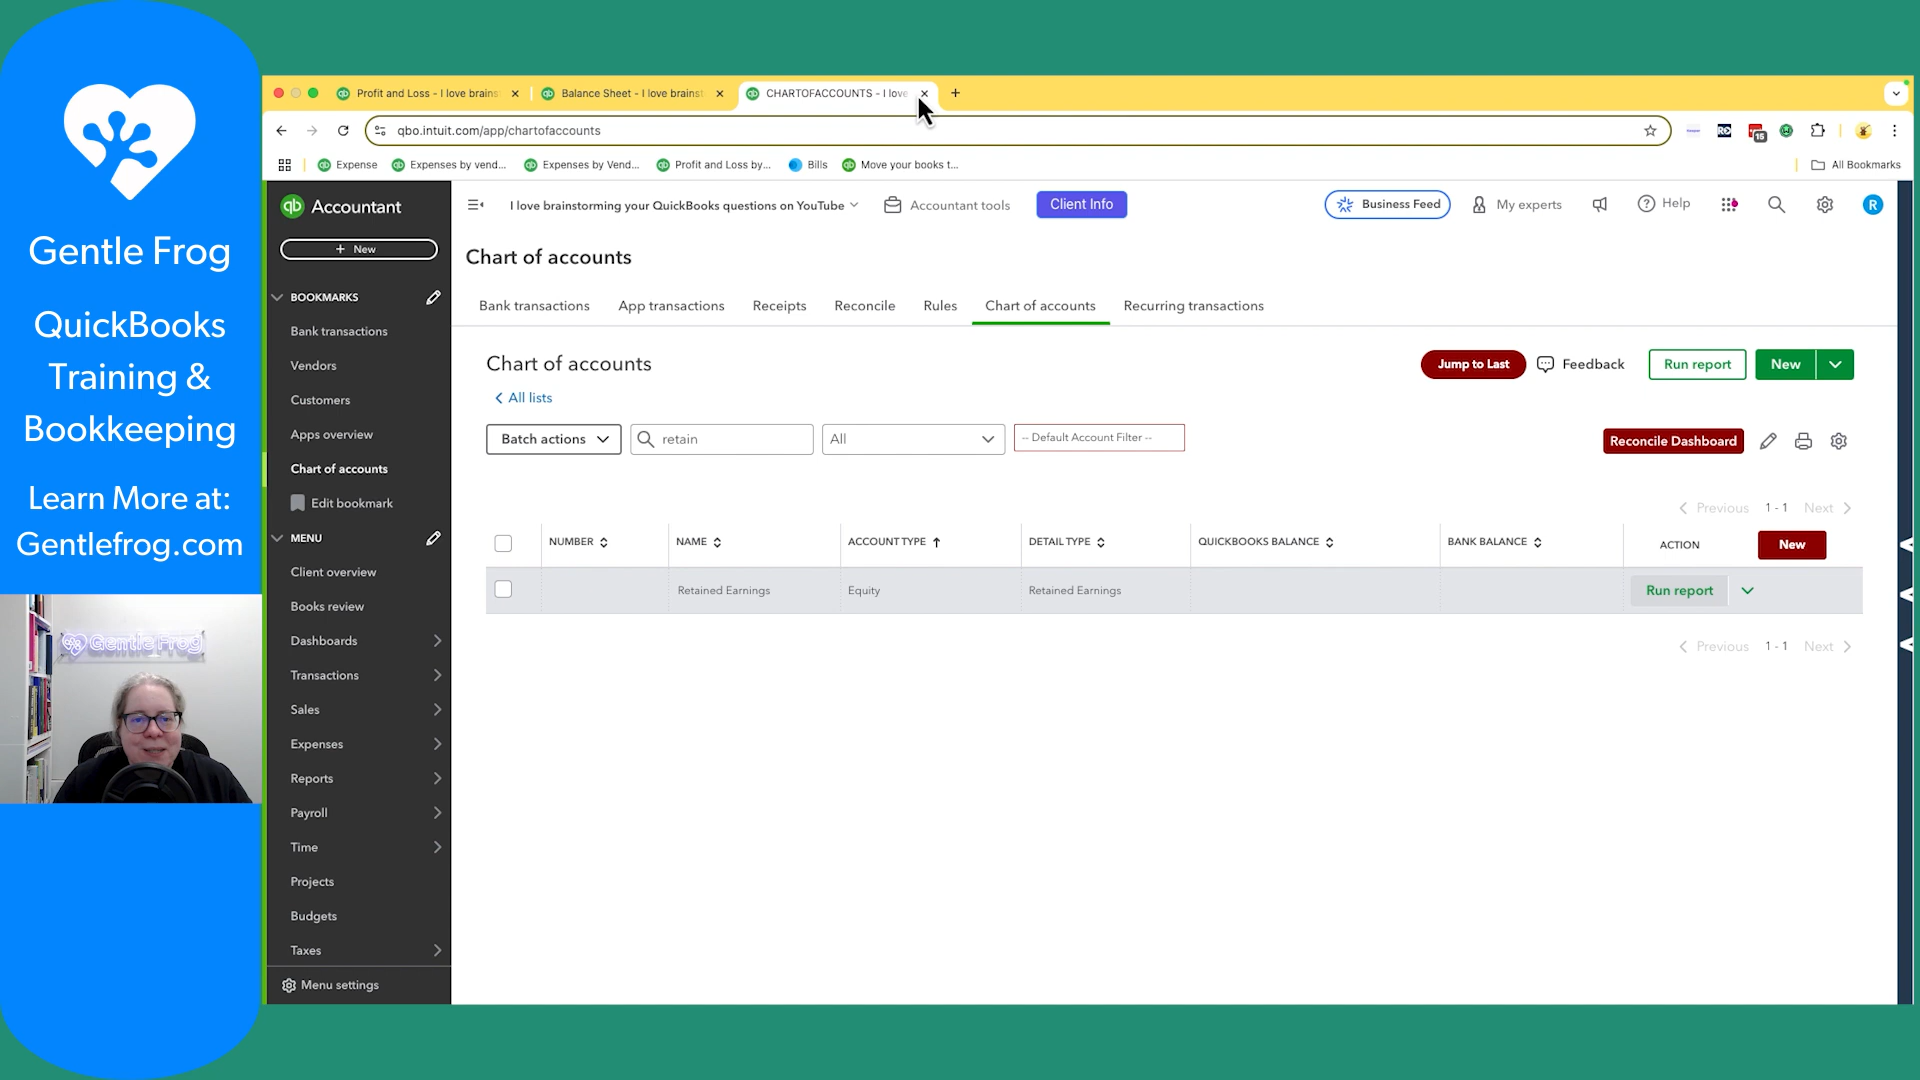 Gentle Frog
QuickBooks
Training &
Bookkeeping
Learn More at:
Gentlefrog.com
Gentle Frog
Profit and Loss - I love brains
Balance Sheet - I love brainst
CHARTOFACCOUNTS - I love
qbo.intuit.com/app/chartofaccounts
15
Expense
Expenses by vend...
Expenses by Vend...
Profit and Loss by...
Bills
Move your books t...
All Bookmarks
qb Accountant
+ New
BOOKMARKS
Bank transactions
Vendors
Customers
Apps overview
Chart of accounts
Edit bookmark
MENU
Client overview
Books review
Dashboards
Transactions
Sales
Expenses
Reports
Payroll
Time
Projects
Budgets
Taxes
Menu settings
I love brainstorming your QuickBooks questions on YouTube
Accountant tools
Client Info
Business Feed
My experts
Help
R
Chart of accounts
Bank transactions
App transactions
Receipts
Reconcile
Rules
Chart of accounts
Recurring transactions
Chart of accounts
Jump to Last
Feedback
Run report
New
All lists
Batch actions
retain
All
-- Default Account Filter --
Reconcile Dashboard
Previous 1 - 1 Next
NUMBER NAME ACCOUNT TYPE DETAIL TYPE QUICKBOOKS BALANCE BANK BALANCE ACTION New
Retained Earnings Equity Retained Earnings Run report
Previous 1 - 1 Next